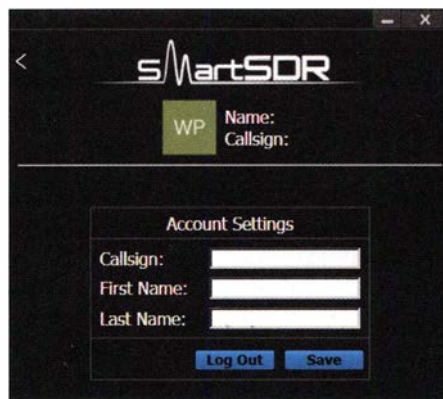 SmartSDR
WP
Name:
Callsign:
Account Settings
Callsign:
First Name:
Last Name:
Log Out
Save